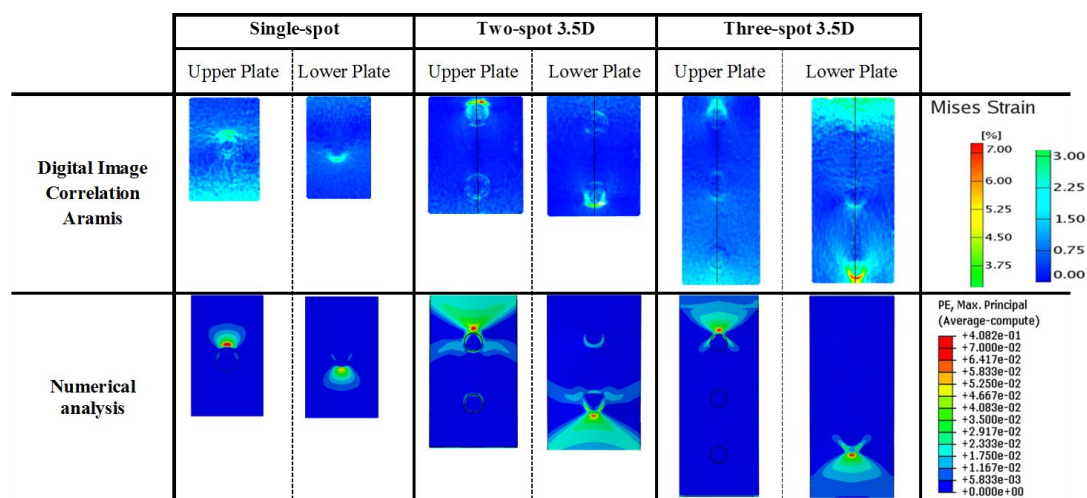 Single-spot Two-spot 3.5D Three-spot 3.5D
Upper Plate Lower Plate Upper Plate Lower Plate Upper Plate Lower Plate
Digital Image
Correlation
Aramis
Mises Strain
[%]
7.00
6.00
5.25
4.50
3.75
3.00
2.25
1.50
0.75
0.00
Numerical
analysis
PE, Max. Principal
(Average-compute)
+4.082e-01
+7.000e-02
+6.417e-02
+5.833e-02
+5.250e-02
+4.667e-02
+4.083e-02
+3.500e-02
+2.917e-02
+2.333e-02
+1.750e-02
+1.167e-02
+5.833e-03
+0.000e+00